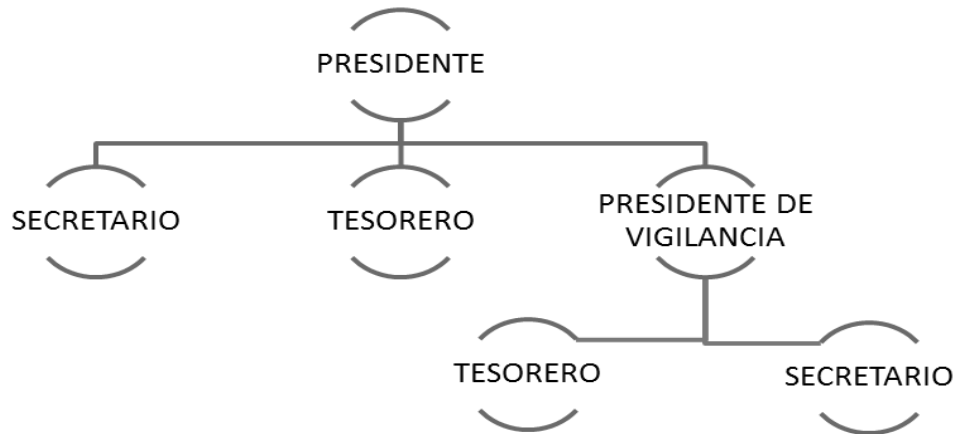 PRESIDENTE
SECRETARIO
TESORERO
PRESIDENTE DE
VIGILANCIA
TESORERO
SECRETARIO